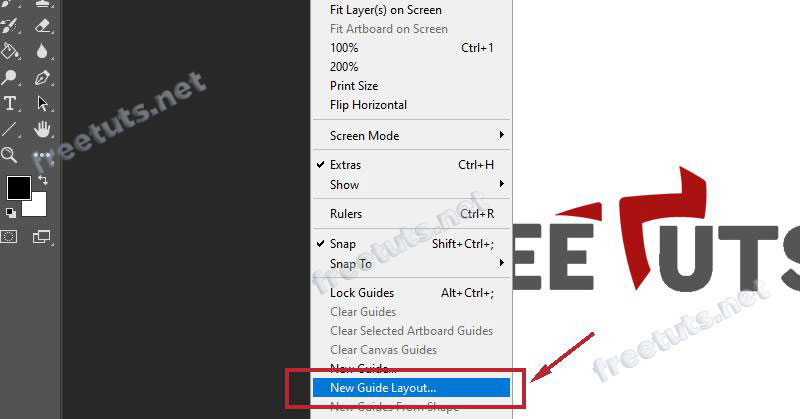 Fit Layer(s) on Screen
Fit Artboard on Screen
100% Ctrl+1
200%
Print Size
Flip Horizontal
Screen Mode
Extras Ctrl+H
Show
Rulers Ctrl+R
Snap Shift+Ctrl+;
Snap To
Lock Guides Alt+Ctrl+;
Clear Guides
Clear Selected Artboard Guides
Clear Canvas Guides
New Guide...
New Guide Layout...
New Guides From Shape
EE TUTS
freetuts.net
freetuts.net
freetuts.net